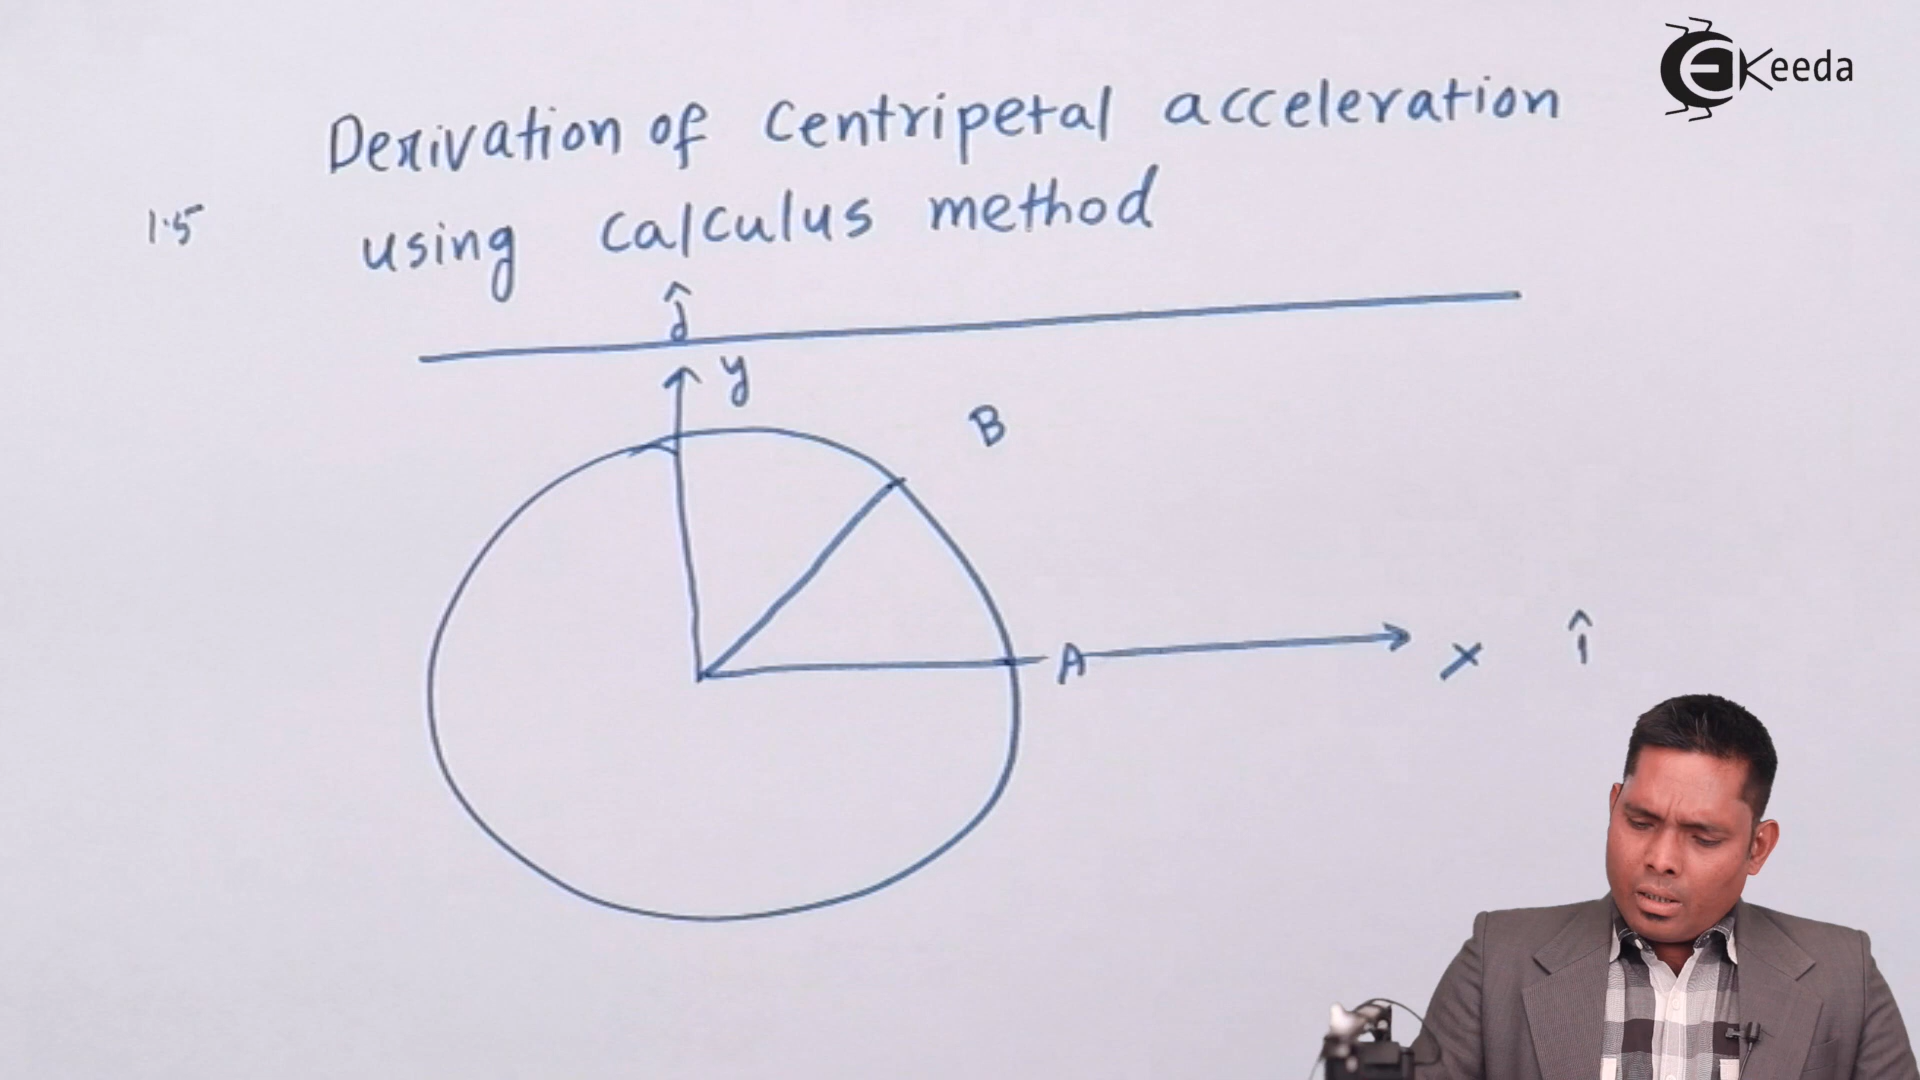 EKeeda
Derivation of Centripetal acceleration
1.5
using Calculus method
ĵ
y
B
A
x î